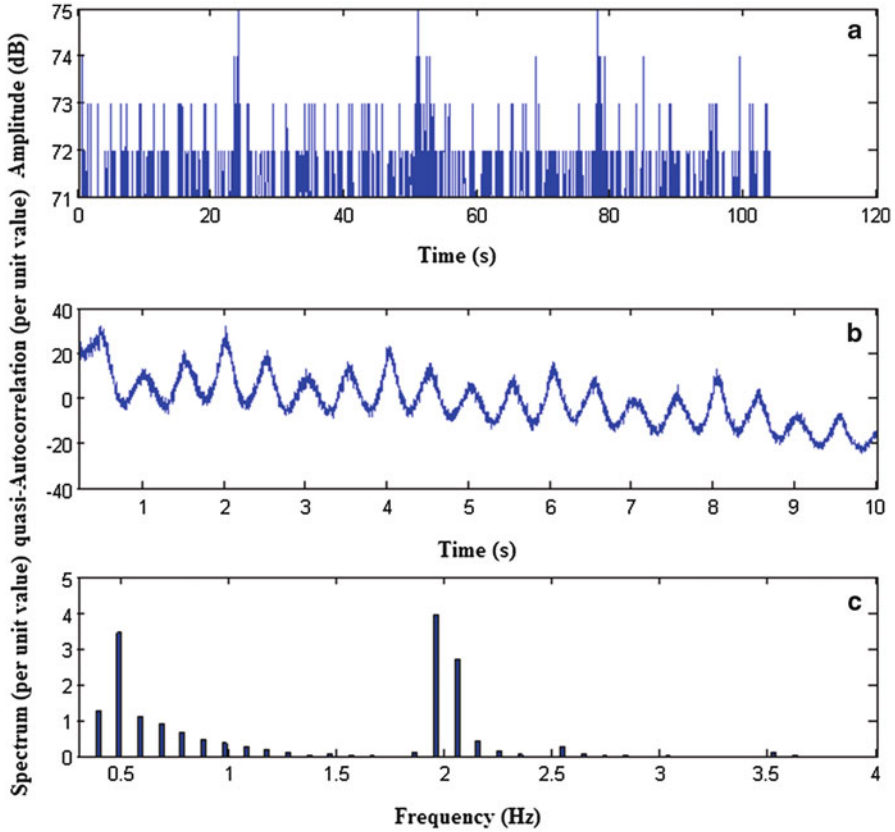 a
Amplitude (dB)
75
74
73
72
71
0 20 40 60 80 100 120
Time (s)
b
quasi-Autocorrelation (per unit value)
40
20
0
-20
-40
1 2 3 4 5 6 7 8 9 10
Time (s)
c
Spectrum (per unit value)
5
4
3
2
1
0
0.5 1 1.5 2 2.5 3 3.5 4
Frequency (Hz)